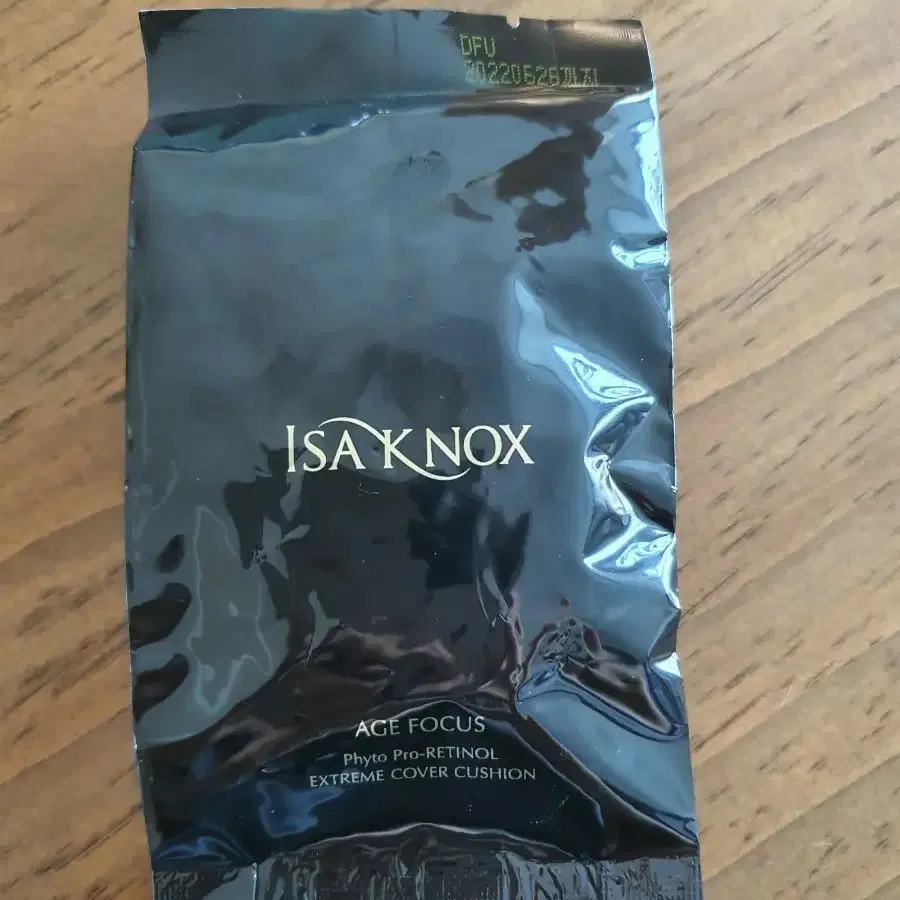 DFU
20220628까지
ISA KNOX
AGE FOCUS
Phyto Pro-RETINOL
EXTREME COVER CUSHION